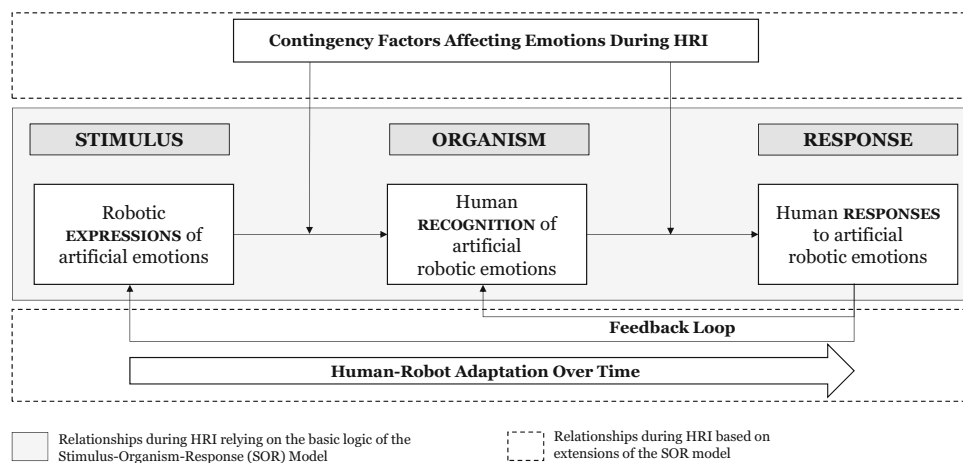 Contingency Factors Affecting Emotions During HRI
STIMULUS
ORGANISM
RESPONSE
Robotic
EXPRESSIONS of
artificial emotions
Human
RECOGNITION of
artificial
robotic emotions
Human RESPONSES
to artificial
robotic emotions
Feedback Loop
Human-Robot Adaptation Over Time
Relationships during HRI relying on the basic logic of the
Stimulus-Organism-Response (SOR) Model
Relationships during HRI based on
extensions of the SOR model